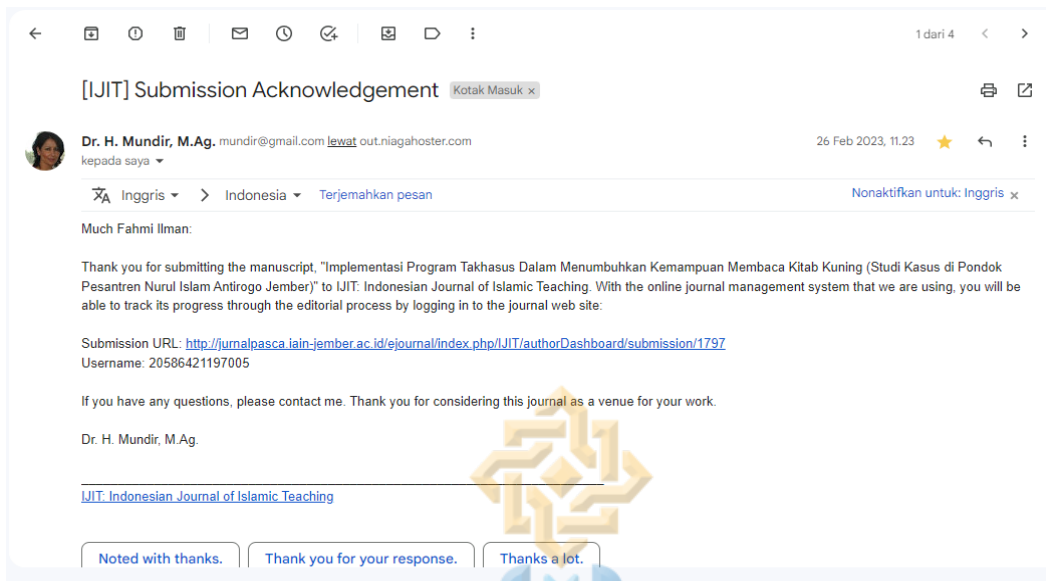 1 dari 4
[IJIT] Submission Acknowledgement Kotak Masuk ×
Dr. H. Mundir, M.Ag. mundir@gmail.com lewat out.niagahoster.com 26 Feb 2023, 11.23
kepada saya
Inggris > Indonesia Terjemahkan pesan Nonaktifkan untuk: Inggris ×
Much Fahmi Ilman:
Thank you for submitting the manuscript, "Implementasi Program Takhasus Dalam Menumbuhkan Kemampuan Membaca Kitab Kuning (Studi Kasus di Pondok
Pesantren Nurul Islam Antirogo Jember)" to IJIT: Indonesian Journal of Islamic Teaching. With the online journal management system that we are using, you will be
able to track its progress through the editorial process by logging in to the journal web site:
Submission URL: http://jurnalpasca.iain-jember.ac.id/ejournal/index.php/IJIT/authorDashboard/submission/1797
Username: 20586421197005
If you have any questions, please contact me. Thank you for considering this journal as a venue for your work.
Dr. H. Mundir, M.Ag.
IJIT: Indonesian Journal of Islamic Teaching
Noted with thanks. Thank you for your response. Thanks a lot.